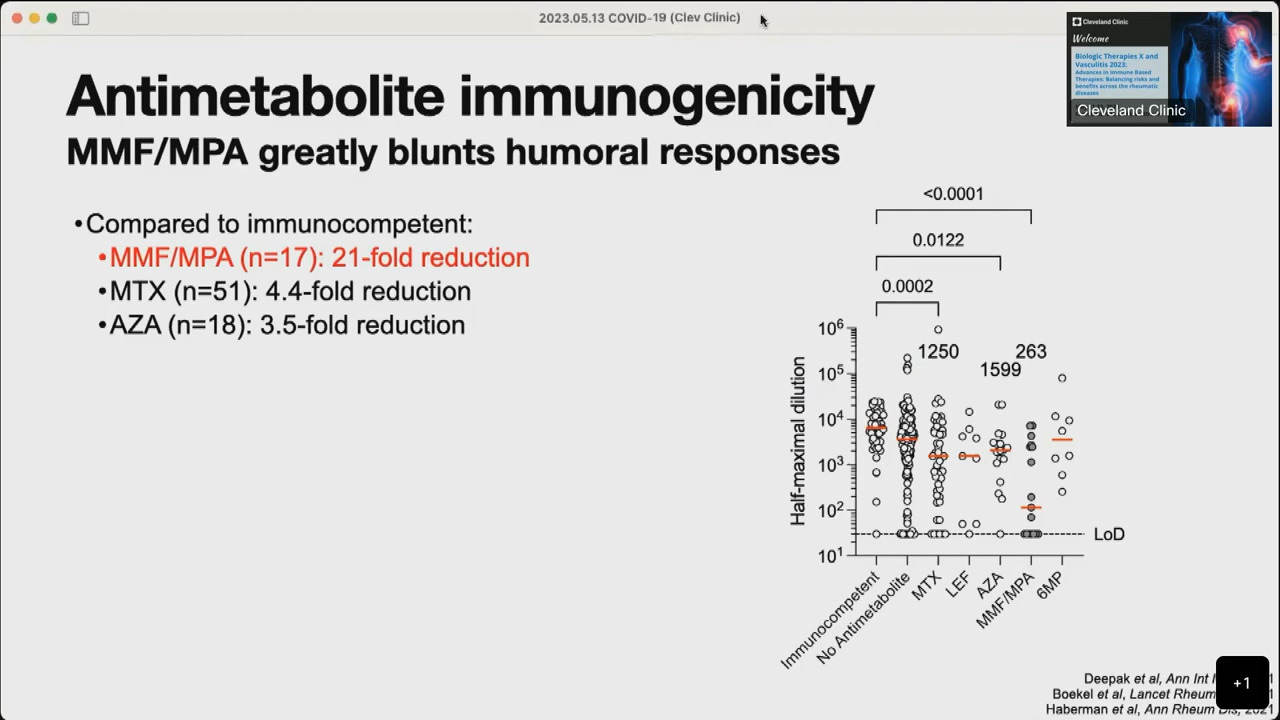 2023.05.13 COVID-19 (Clev Clinic)
Cleveland Clinic
Welcome
Biologic Therapies X and
Vasculitis 2023:
Advances in Immune Based
Therapies: Balancing risks and
benefits across the rheumatic
diseases
Cleveland Clinic
Antimetabolite immunogenicity
MMF/MPA greatly blunts humoral responses
•Compared to immunocompetent:
•MMF/MPA (n=17): 21-fold reduction
•MTX (n=51): 4.4-fold reduction
•AZA (n=18): 3.5-fold reduction
<0.0001
0.0122
0.0002
10⁶
1250
263
1599
10⁵
10⁴
10³
10²
10¹
Half-maximal dilution
LoD
Immunocompetent
No Antimetabolite
MTX
LEF
AZA
MMF/MPA
6MP
Deepak et al, Ann Int
Boekel et al, Lancet Rheum
Haberman et al, Ann Rheum Dis, 2021
+1